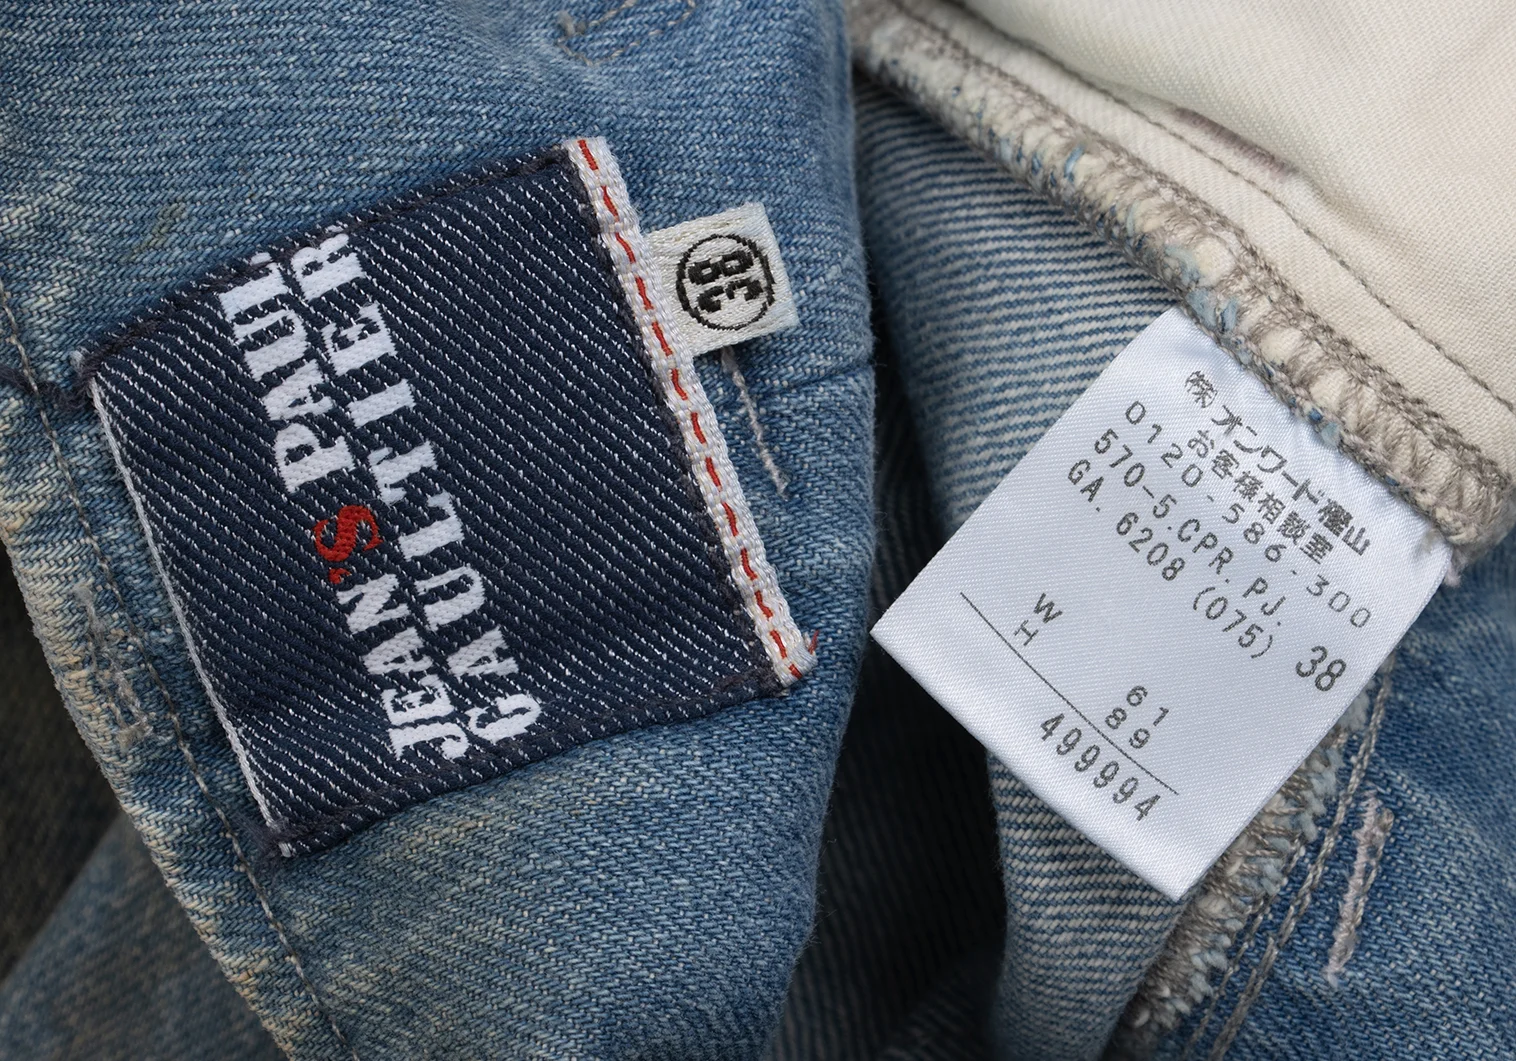 JEAN'S PAUL
GAULTIER
38
㈱オンワード樫山
お客様相談室
0120-586-300
570-5.CPR.PJ.
GA.6208 (075) 38
W 61
H 89
499994